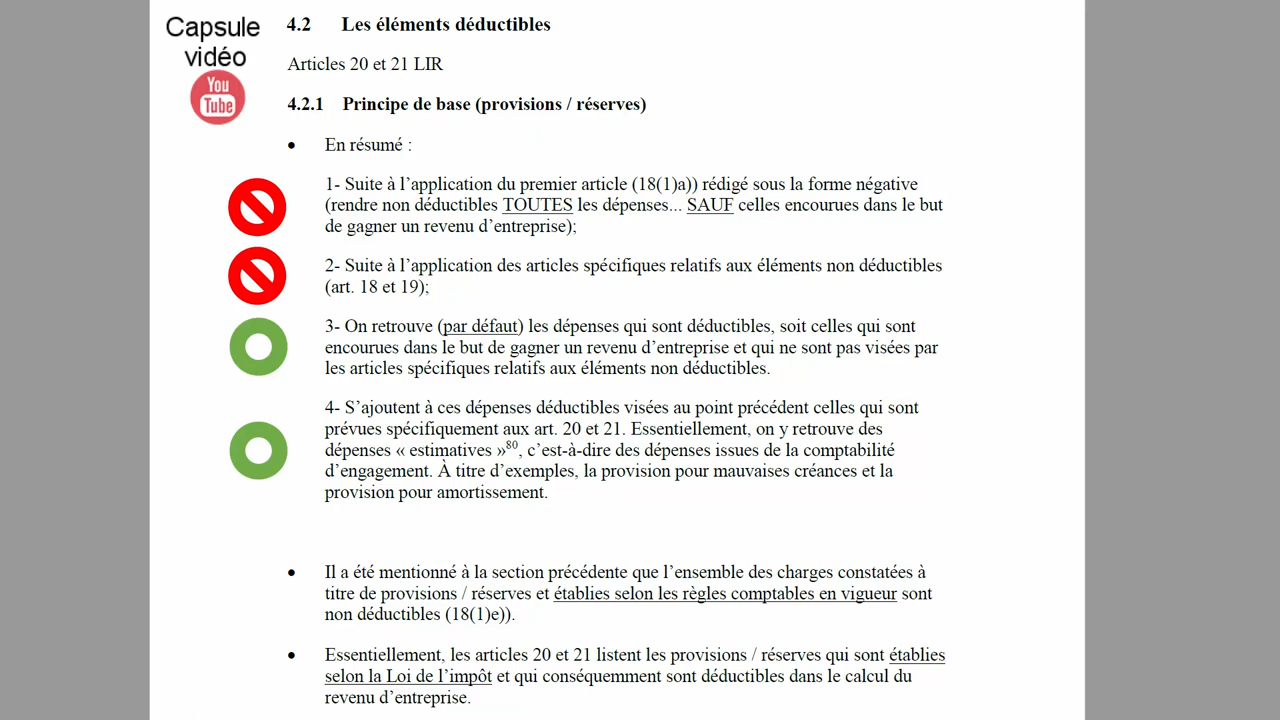 Capsule
vidéo
You
Tube
4.2 Les éléments déductibles
Articles 20 et 21 LIR
4.2.1 Principe de base (provisions / réserves)
• En résumé :
1- Suite à l’application du premier article (18(1)a)) rédigé sous la forme négative
(rendre non déductibles TOUTES les dépenses... SAUF celles encourues dans le but
de gagner un revenu d’entreprise);
2- Suite à l’application des articles spécifiques relatifs aux éléments non déductibles
(art. 18 et 19);
3- On retrouve (par défaut) les dépenses qui sont déductibles, soit celles qui sont
encourues dans le but de gagner un revenu d’entreprise et qui ne sont pas visées par
les articles spécifiques relatifs aux éléments non déductibles.
4- S’ajoutent à ces dépenses déductibles visées au point précédent celles qui sont
prévues spécifiquement aux art. 20 et 21. Essentiellement, on y retrouve des
dépenses « estimatives »80, c’est-à-dire des dépenses issues de la comptabilité
d’engagement. À titre d’exemples, la provision pour mauvaises créances et la
provision pour amortissement.
• Il a été mentionné à la section précédente que l’ensemble des charges constatées à
titre de provisions / réserves et établies selon les règles comptables en vigueur sont
non déductibles (18(1)e)).
• Essentiellement, les articles 20 et 21 listent les provisions / réserves qui sont établies
selon la Loi de l’impôt et qui conséquemment sont déductibles dans le calcul du
revenu d’entreprise.